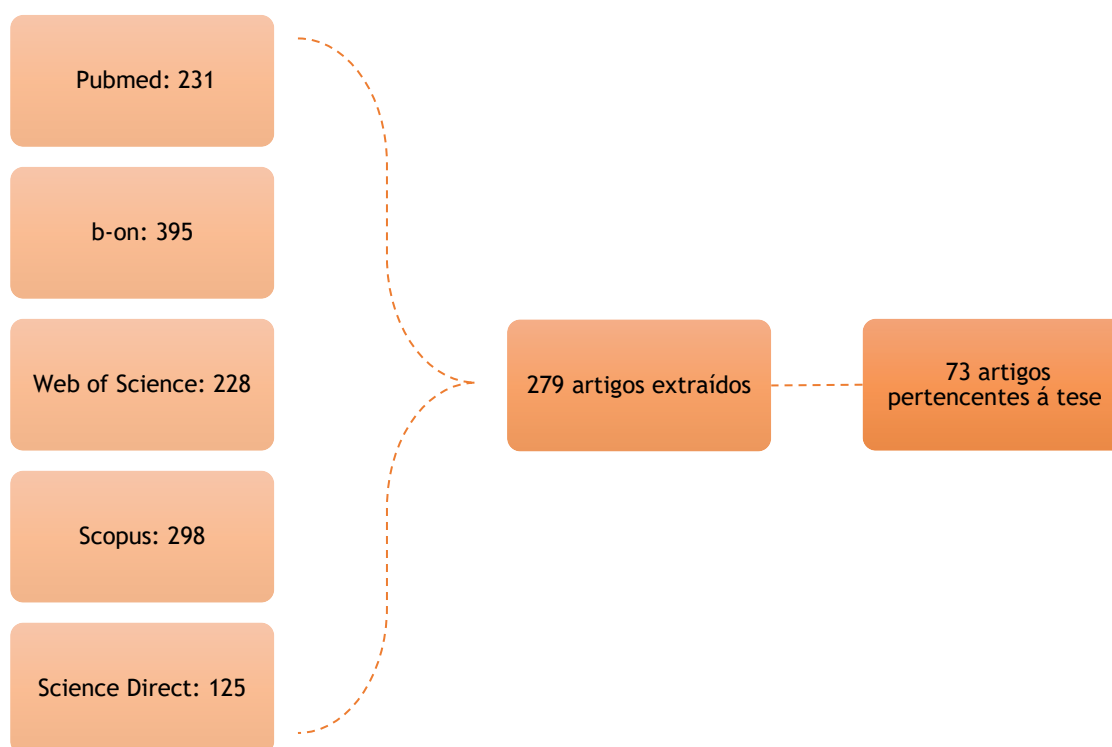 Pubmed: 231
b-on: 395
Web of Science: 228
Scopus: 298
Science Direct: 125
279 artigos extraídos
73 artigos
pertencentes á tese